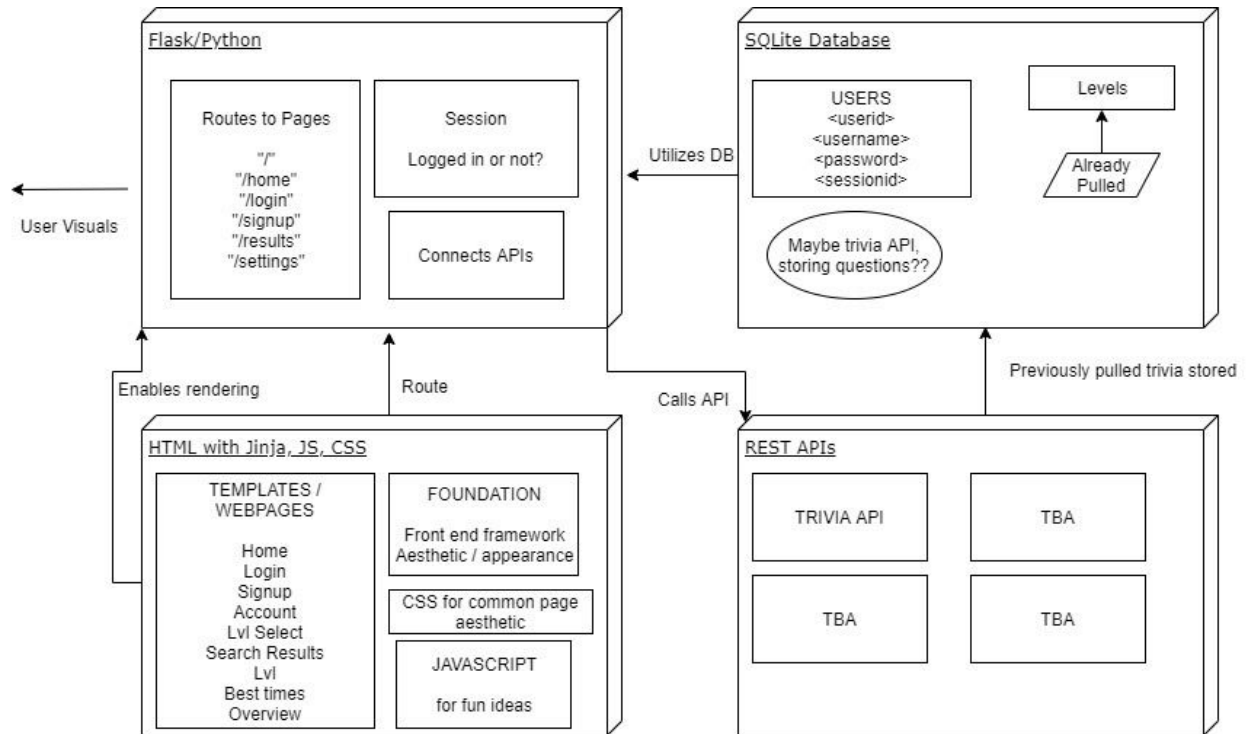 Flask/Python
Routes to Pages
"/"
"/home"
"/login"
"/signup"
"/results"
"/settings"
Session
Logged in or not?
Connects APIs
User Visuals
Utilizes DB
SQLite Database
USERS
<userid>
<username>
<password>
<sessionid>
Levels
Already
Pulled
Maybe trivia API,
storing questions??
Enables rendering
Route
Calls API
Previously pulled trivia stored
HTML with Jinja, JS, CSS
TEMPLATES /
WEBPAGES
Home
Login
Signup
Account
Lvl Select
Search Results
Lvl
Best times
Overview
FOUNDATION
Front end framework
Aesthetic / appearance
CSS for common page
aesthetic
JAVASCRIPT
for fun ideas
REST APIs
TRIVIA API
TBA
TBA
TBA